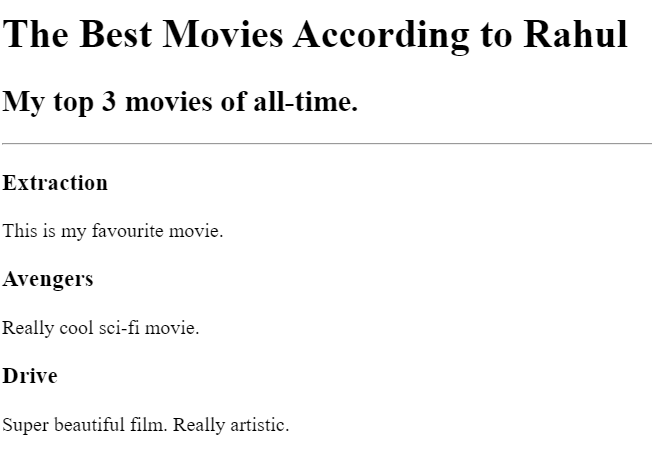 The Best Movies According to Rahul
My top 3 movies of all-time.
Extraction
This is my favourite movie.
Avengers
Really cool sci-fi movie.
Drive
Super beautiful film. Really artistic.